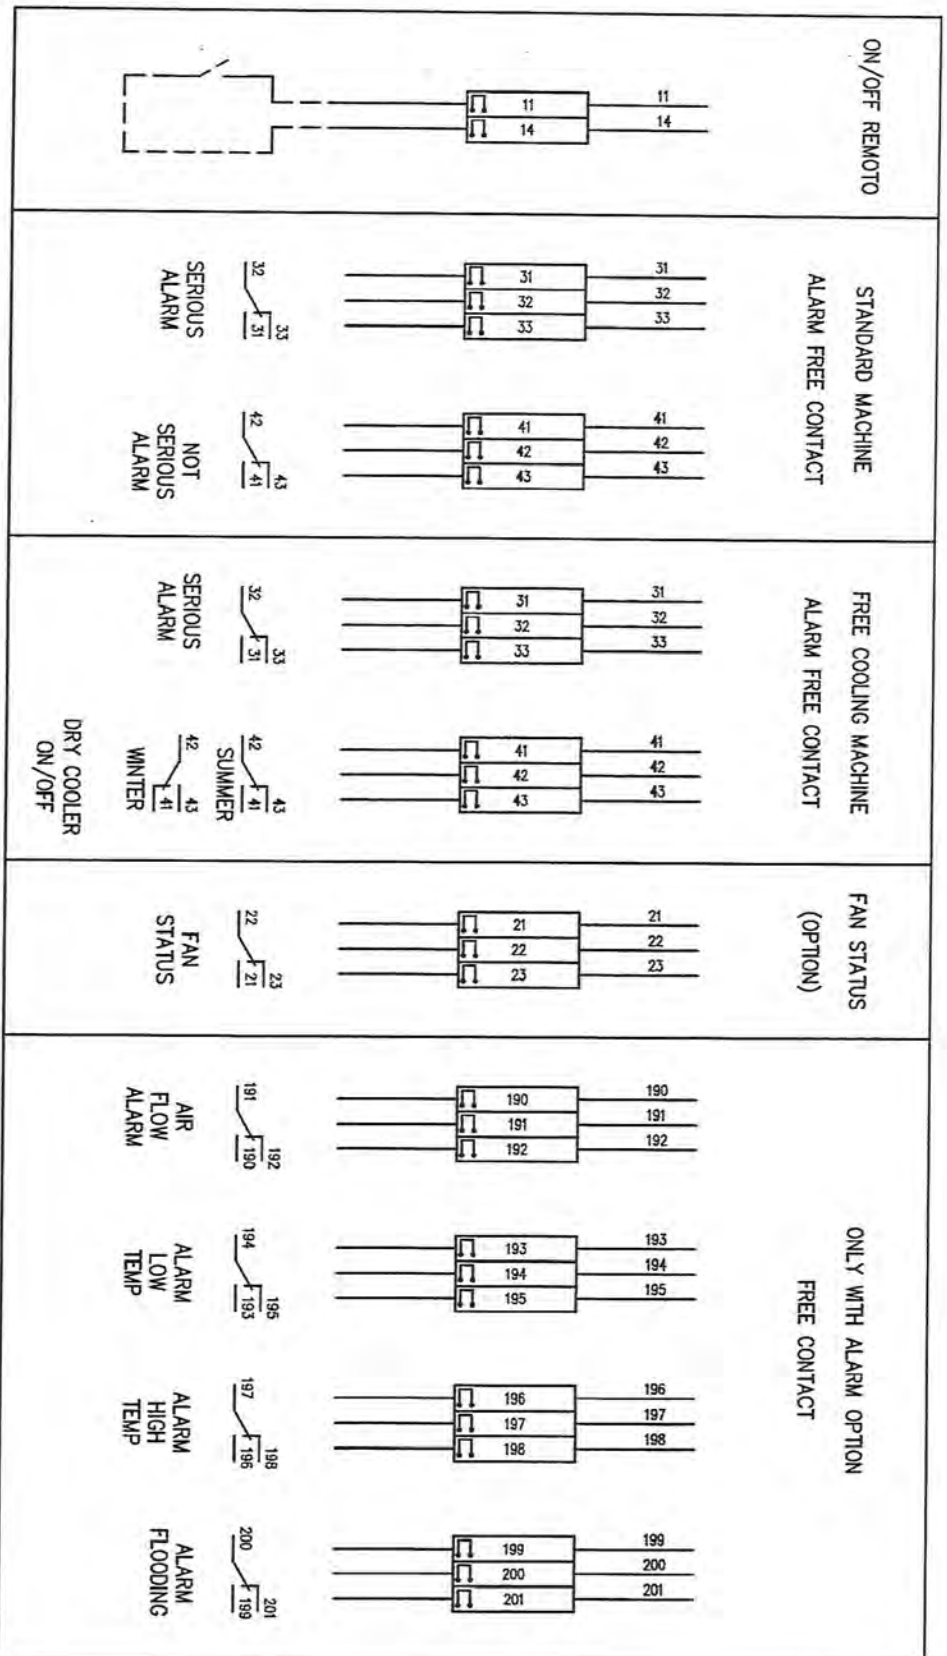 ON/OFF REMOTO
11
14
11
14
STANDARD MACHINE
ALARM FREE CONTACT
31
32
33
31
32
33
32
33
31
SERIOUS
ALARM
41
42
43
41
42
43
42
43
41
NOT
SERIOUS
ALARM
FREE COOLING MACHINE
ALARM FREE CONTACT
31
32
33
31
32
33
32
33
31
SERIOUS
ALARM
41
42
43
41
42
43
42
43
41
SUMMER
42
43
41
WINTER
DRY COOLER
ON/OFF
FAN STATUS
(OPTION)
21
22
23
21
22
23
22
23
21
FAN
STATUS
ONLY WITH ALARM OPTION
FREE CONTACT
190
191
192
190
191
192
191
192
190
AIR
FLOW
ALARM
193
194
195
193
194
195
194
195
193
ALARM
LOW
TEMP
196
197
198
196
197
198
197
198
196
ALARM
HIGH
TEMP
199
200
201
199
200
201
200
201
199
ALARM
FLOODING